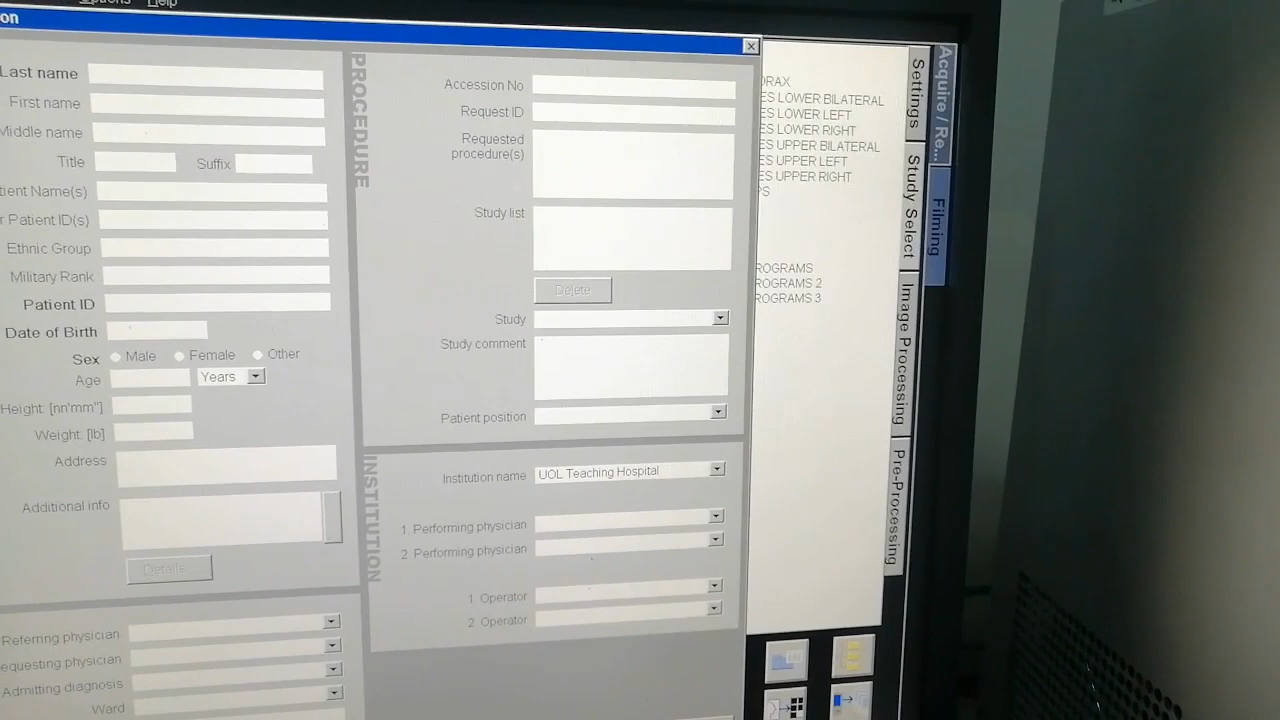 Options Help
on
Last name
First name
Middle name
Title Suffix
tient Name(s)
r Patient ID(s)
Ethnic Group
Military Rank
Patient ID
Date of Birth
Sex Male Female Other
Age Years
Height: [nn'mm"]
Weight: [lb]
Address
Additional info
Details
Referring physician
equesting physician
Admitting diagnosis
Ward
PROCEDURE
Accession No
Request ID
Requested
procedure(s)
Study list
Delete
Study
Study comment
Patient position
INSTITUTION
Institution name UOL Teaching Hospital
1 Performing physician
2 Performing physician
1 Operator
2 Operator
ORAX
ES LOWER BILATERAL
ES LOWER LEFT
ES LOWER RIGHT
ES UPPER BILATERAL
ES UPPER LEFT
ES UPPER RIGHT
PS
ROGRAMS
ROGRAMS 2
ROGRAMS 3
Settings
Study Select
Image Processing
Pre-Processing
Acquire / Re...
Filming